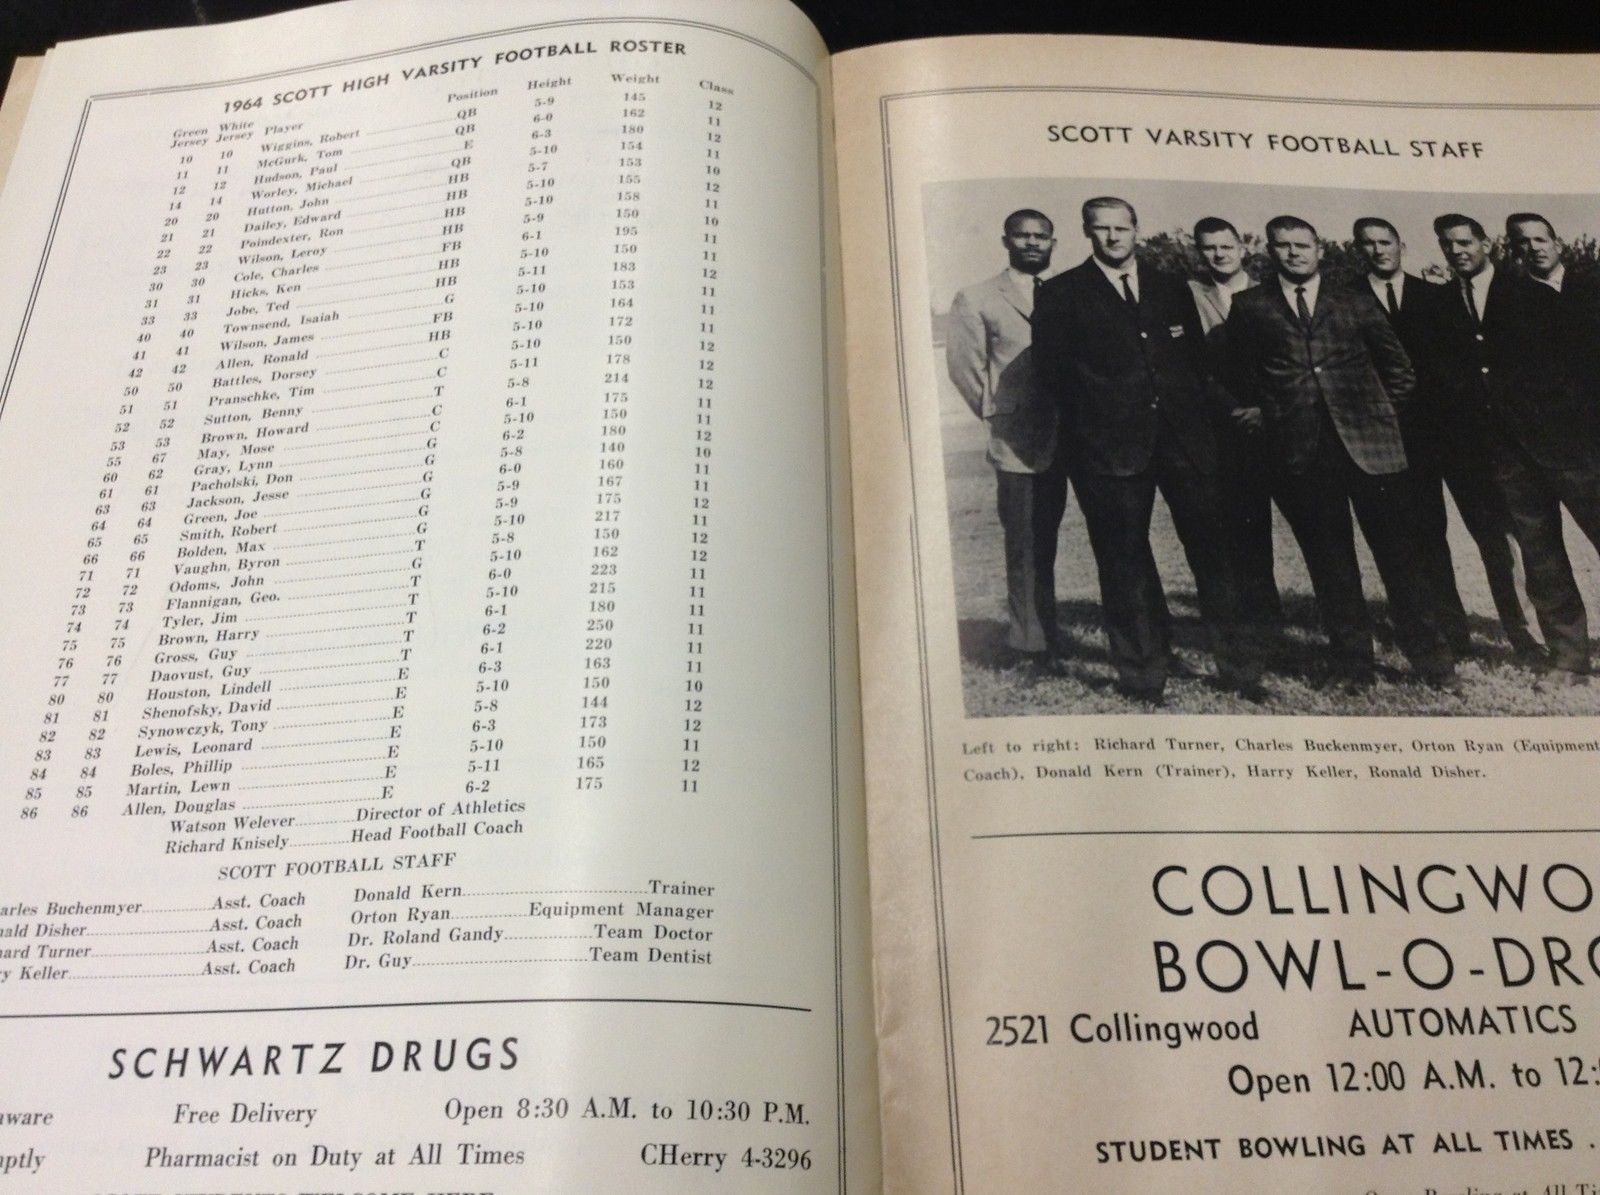 1964 SCOTT HIGH VARSITY FOOTBALL ROSTER
Green Jersey White Jersey Player Position Height Weight Class
10 10 Wiggins, Robert QB 5-9 145 12
11 11 McGurk, Tom QB 6-0 162 11
12 12 Hudson, Paul E 6-3 180 12
14 14 Worley, Michael QB 5-10 154 11
20 20 Hutton, John HB 5-7 153 10
21 21 Dailey, Edward HB 5-10 155 12
22 22 Poindexter, Ron HB 5-10 158 11
23 23 Wilson, Leroy HB 5-9 150 10
30 30 Cole, Charles FB 6-1 195 11
31 31 Hicks, Ken HB 5-10 150 11
33 33 Jobe, Ted HB 5-11 183 12
40 40 Townsend, Isaiah G 5-10 153 11
41 41 Wilson, James FB 5-10 164 11
42 42 Allen, Ronald HB 5-10 172 11
50 50 Battles, Dorsey C 5-10 150 12
51 51 Pranschke, Tim C 5-11 178 12
52 52 Sutton, Benny T 5-8 214 12
53 53 Brown, Howard C 6-1 175 11
55 67 May, Mose C 5-10 150 11
60 62 Gray, Lynn G 6-2 180 12
61 61 Pacholski, Don G 5-8 140 10
63 63 Jackson, Jesse G 6-0 160 11
64 64 Green, Joe G 5-9 167 11
65 65 Smith, Robert G 5-9 175 12
66 66 Bolden, Max G 5-10 217 11
71 71 Vaughn, Byron T 5-8 150 12
72 72 Odoms, John G 5-10 162 12
73 73 Flannigan, Geo. T 6-0 223 11
74 74 Tyler, Jim T 5-10 215 11
75 75 Brown, Harry T 6-1 180 11
76 76 Gross, Guy T 6-2 250 11
77 77 Daovust, Guy T 6-1 220 11
80 80 Houston, Lindell E 6-3 163 11
81 81 Shenofsky, David E 5-10 150 10
82 82 Synowczyk, Tony E 5-8 144 12
83 83 Lewis, Leonard E 6-3 173 12
84 84 Boles, Phillip E 5-10 150 11
85 85 Martin, Lewn E 5-11 165 12
86 86 Allen, Douglas E 6-2 175 11
Watson Welever Director of Athletics
Richard Knisely Head Football Coach
SCOTT FOOTBALL STAFF
arles Buchenmyer Asst. Coach Donald Kern Trainer
nald Disher Asst. Coach Orton Ryan Equipment Manager
hard Turner Asst. Coach Dr. Roland Gandy Team Doctor
ry Keller Asst. Coach Dr. Guy Team Dentist
SCHWARTZ DRUGS
aware Free Delivery Open 8:30 A.M. to 10:30 P.M.
mptly Pharmacist on Duty at All Times CHerry 4-3296
SCOTT VARSITY FOOTBALL STAFF
Left to right: Richard Turner, Charles Buckenmyer, Orton Ryan (Equipment
Coach), Donald Kern (Trainer), Harry Keller, Ronald Disher.
COLLINGWO
BOWL-O-DRO
2521 Collingwood AUTOMATICS
Open 12:00 A.M. to 12:
STUDENT BOWLING AT ALL TIMES .